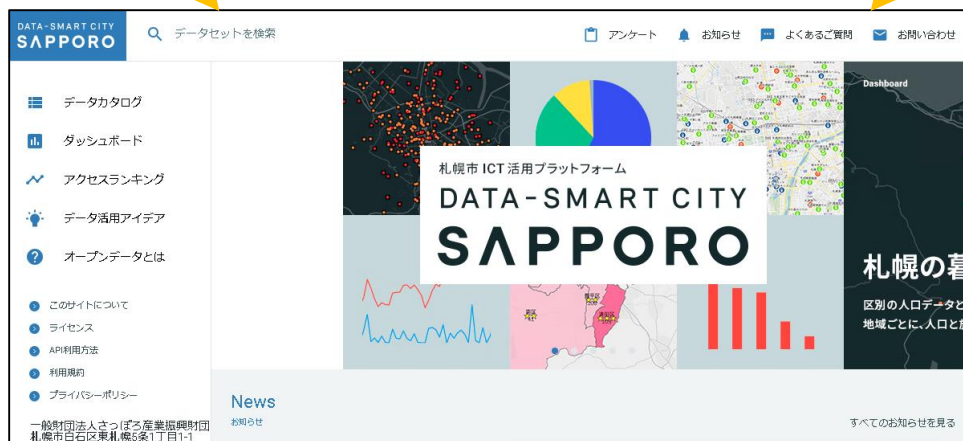 DATA-SMART CITY
SAPPORO
データセットを検索
アンケート
お知らせ
よくあるご質問
お問い合わせ
データカタログ
ダッシュボード
アクセスランキング
データ活用アイデア
オープンデータとは
このサイトについて
ライセンス
API利用方法
利用規約
プライバシーポリシー
一般財団法人さっぽろ産業振興財団
札幌市白石区東札幌5条1丁目1-1
札幌市 ICT 活用プラットフォーム
DATA-SMART CITY
SAPPORO
Dashboard
札幌の暮
区別の人口データと
地域ごとに、人口と
News
お知らせ
すべてのお知らせを見る